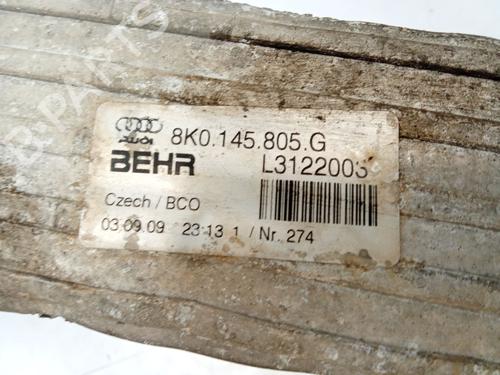 Audi 8K0.145.805.G
BEHR L3122003
Czech / BCO
03.09.09 23:13 1 / Nr. 274